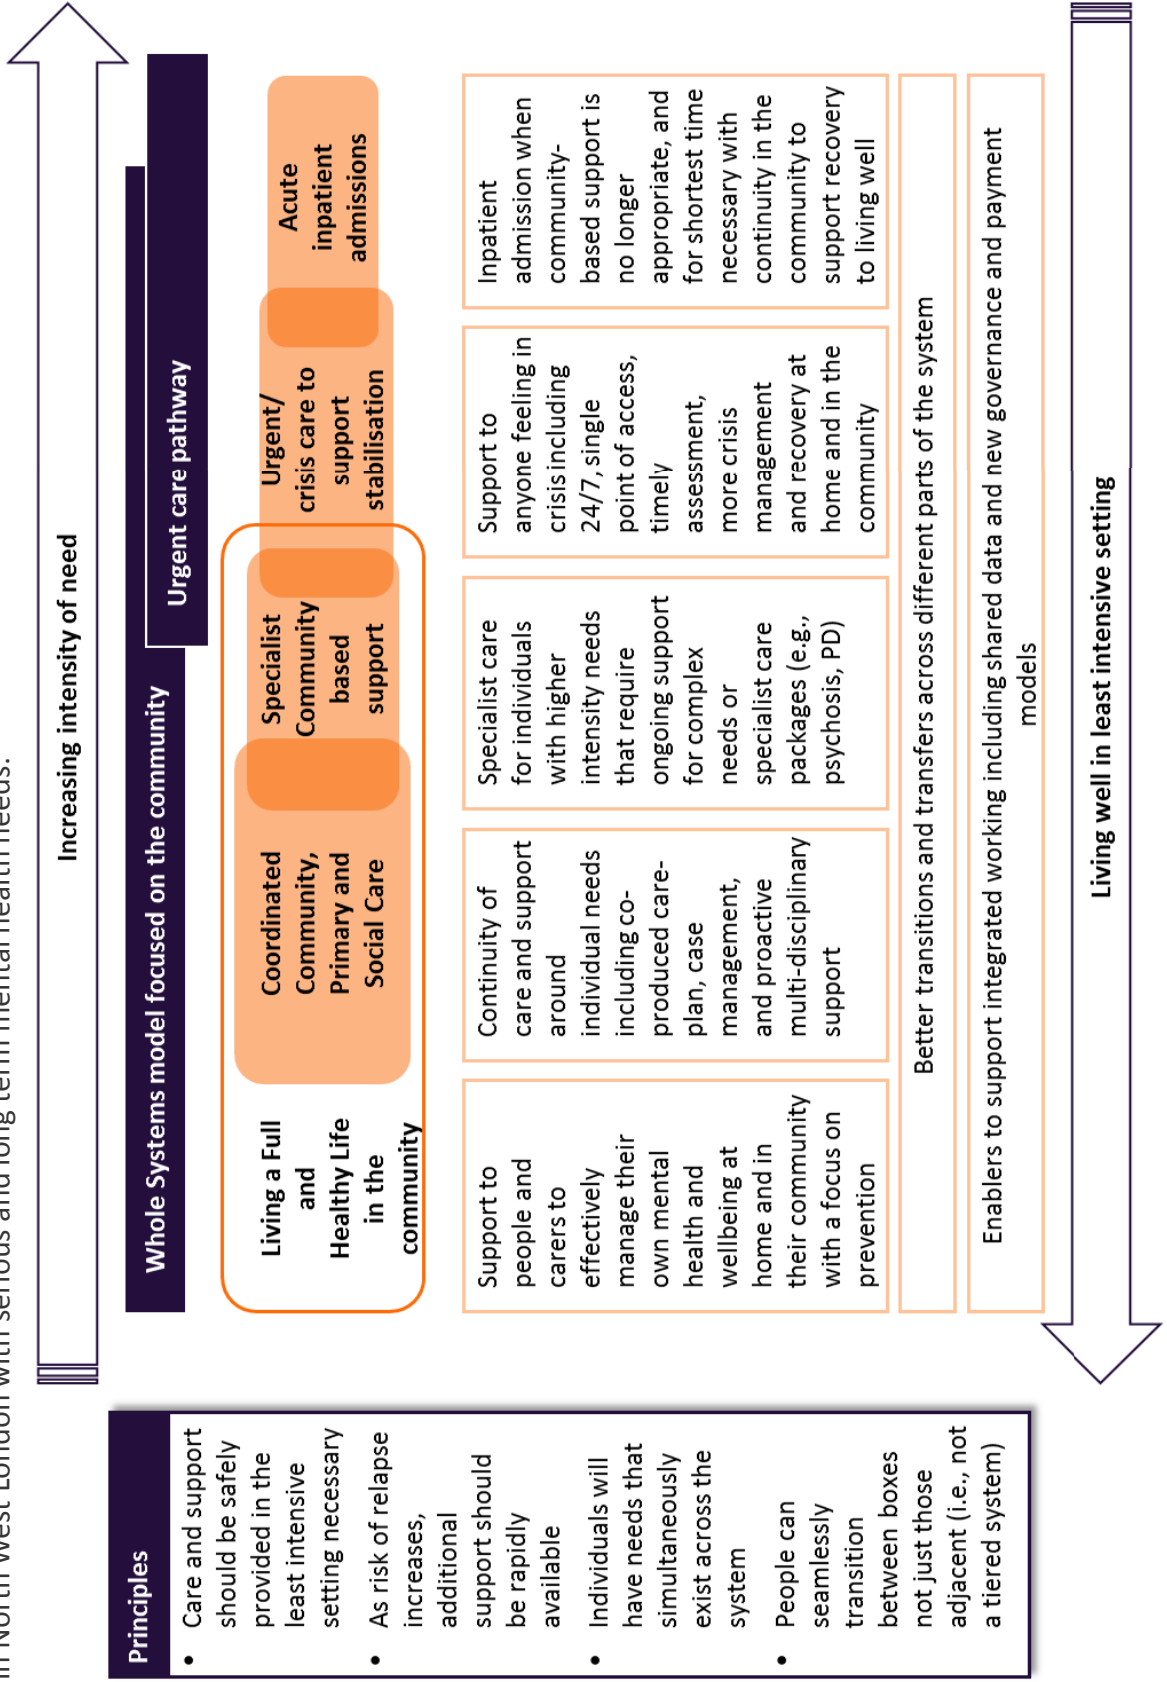 in North West London with serious and long term mental health needs.
Increasing intensity of need
Whole Systems model focused on the community
Urgent care pathway
Living a Full
and
Healthy Life
in the
community
Coordinated
Community,
Primary and
Social Care
Specialist
Community
based
support
Urgent/
crisis care to
support
stabilisation
Acute
inpatient
admissions
Support to
people and
carers to
effectively
manage their
own mental
health and
wellbeing at
home and in
their community
with a focus on
prevention
Continuity of
care and support
around
individual needs
including co-
produced care-
plan, case
management,
and proactive
multi-disciplinary
support
Specialist care
for individuals
with higher
intensity needs
that require
ongoing support
for complex
needs or
specialist care
packages (e.g.,
psychosis, PD)
Support to
anyone feeling in
crisis including
24/7, single
point of access,
timely
assessment,
more crisis
management
and recovery at
home and in the
community
Inpatient
admission when
community-
based support is
no longer
appropriate, and
for shortest time
necessary with
continuity in the
community to
support recovery
to living well
Better transitions and transfers across different parts of the system
Enablers to support integrated working including shared data and new governance and payment
models
Living well in least intensive setting
Principles
• Care and support
should be safely
provided in the
least intensive
setting necessary
• As risk of relapse
increases,
additional
support should
be rapidly
available
• Individuals will
have needs that
simultaneously
exist across the
system
• People can
seamlessly
transition
between boxes
not just those
adjacent (i.e., not
a tiered system)